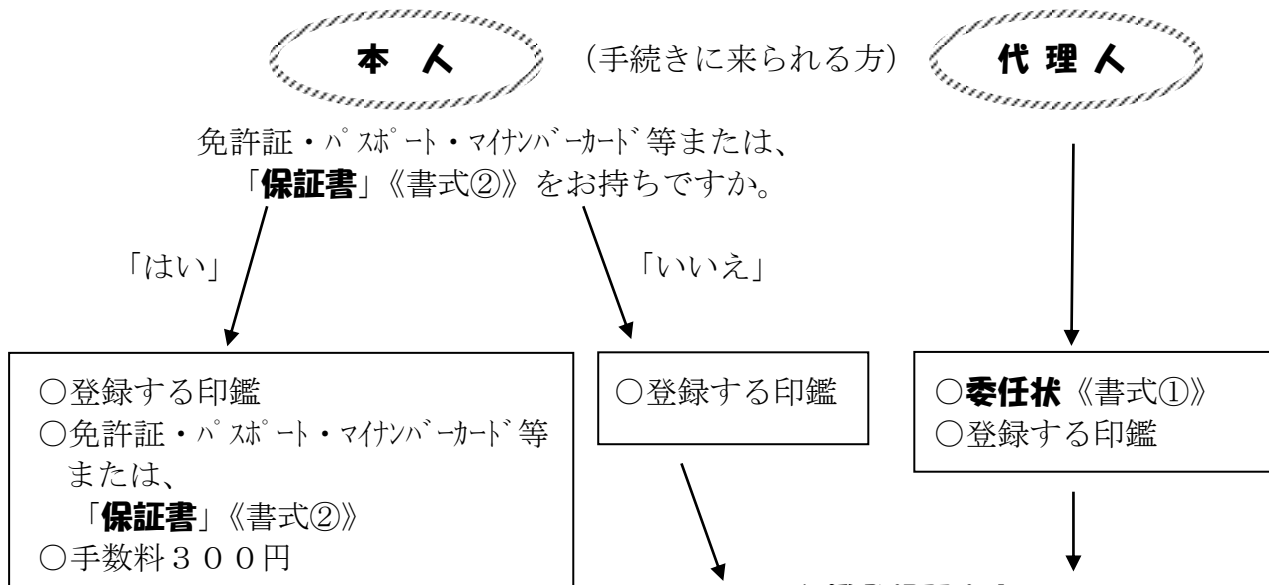 本人 （手続きに来られる方） 代理人
免許証・パスポート・マイナンバーカード等または、
「保証書」《書式②》をお持ちですか。
「はい」 「いいえ」
○登録する印鑑
○免許証・パスポート・マイナンバーカード等
または、
「保証書」《書式②》
○手数料３００円
○登録する印鑑
○委任状《書式①》
○登録する印鑑